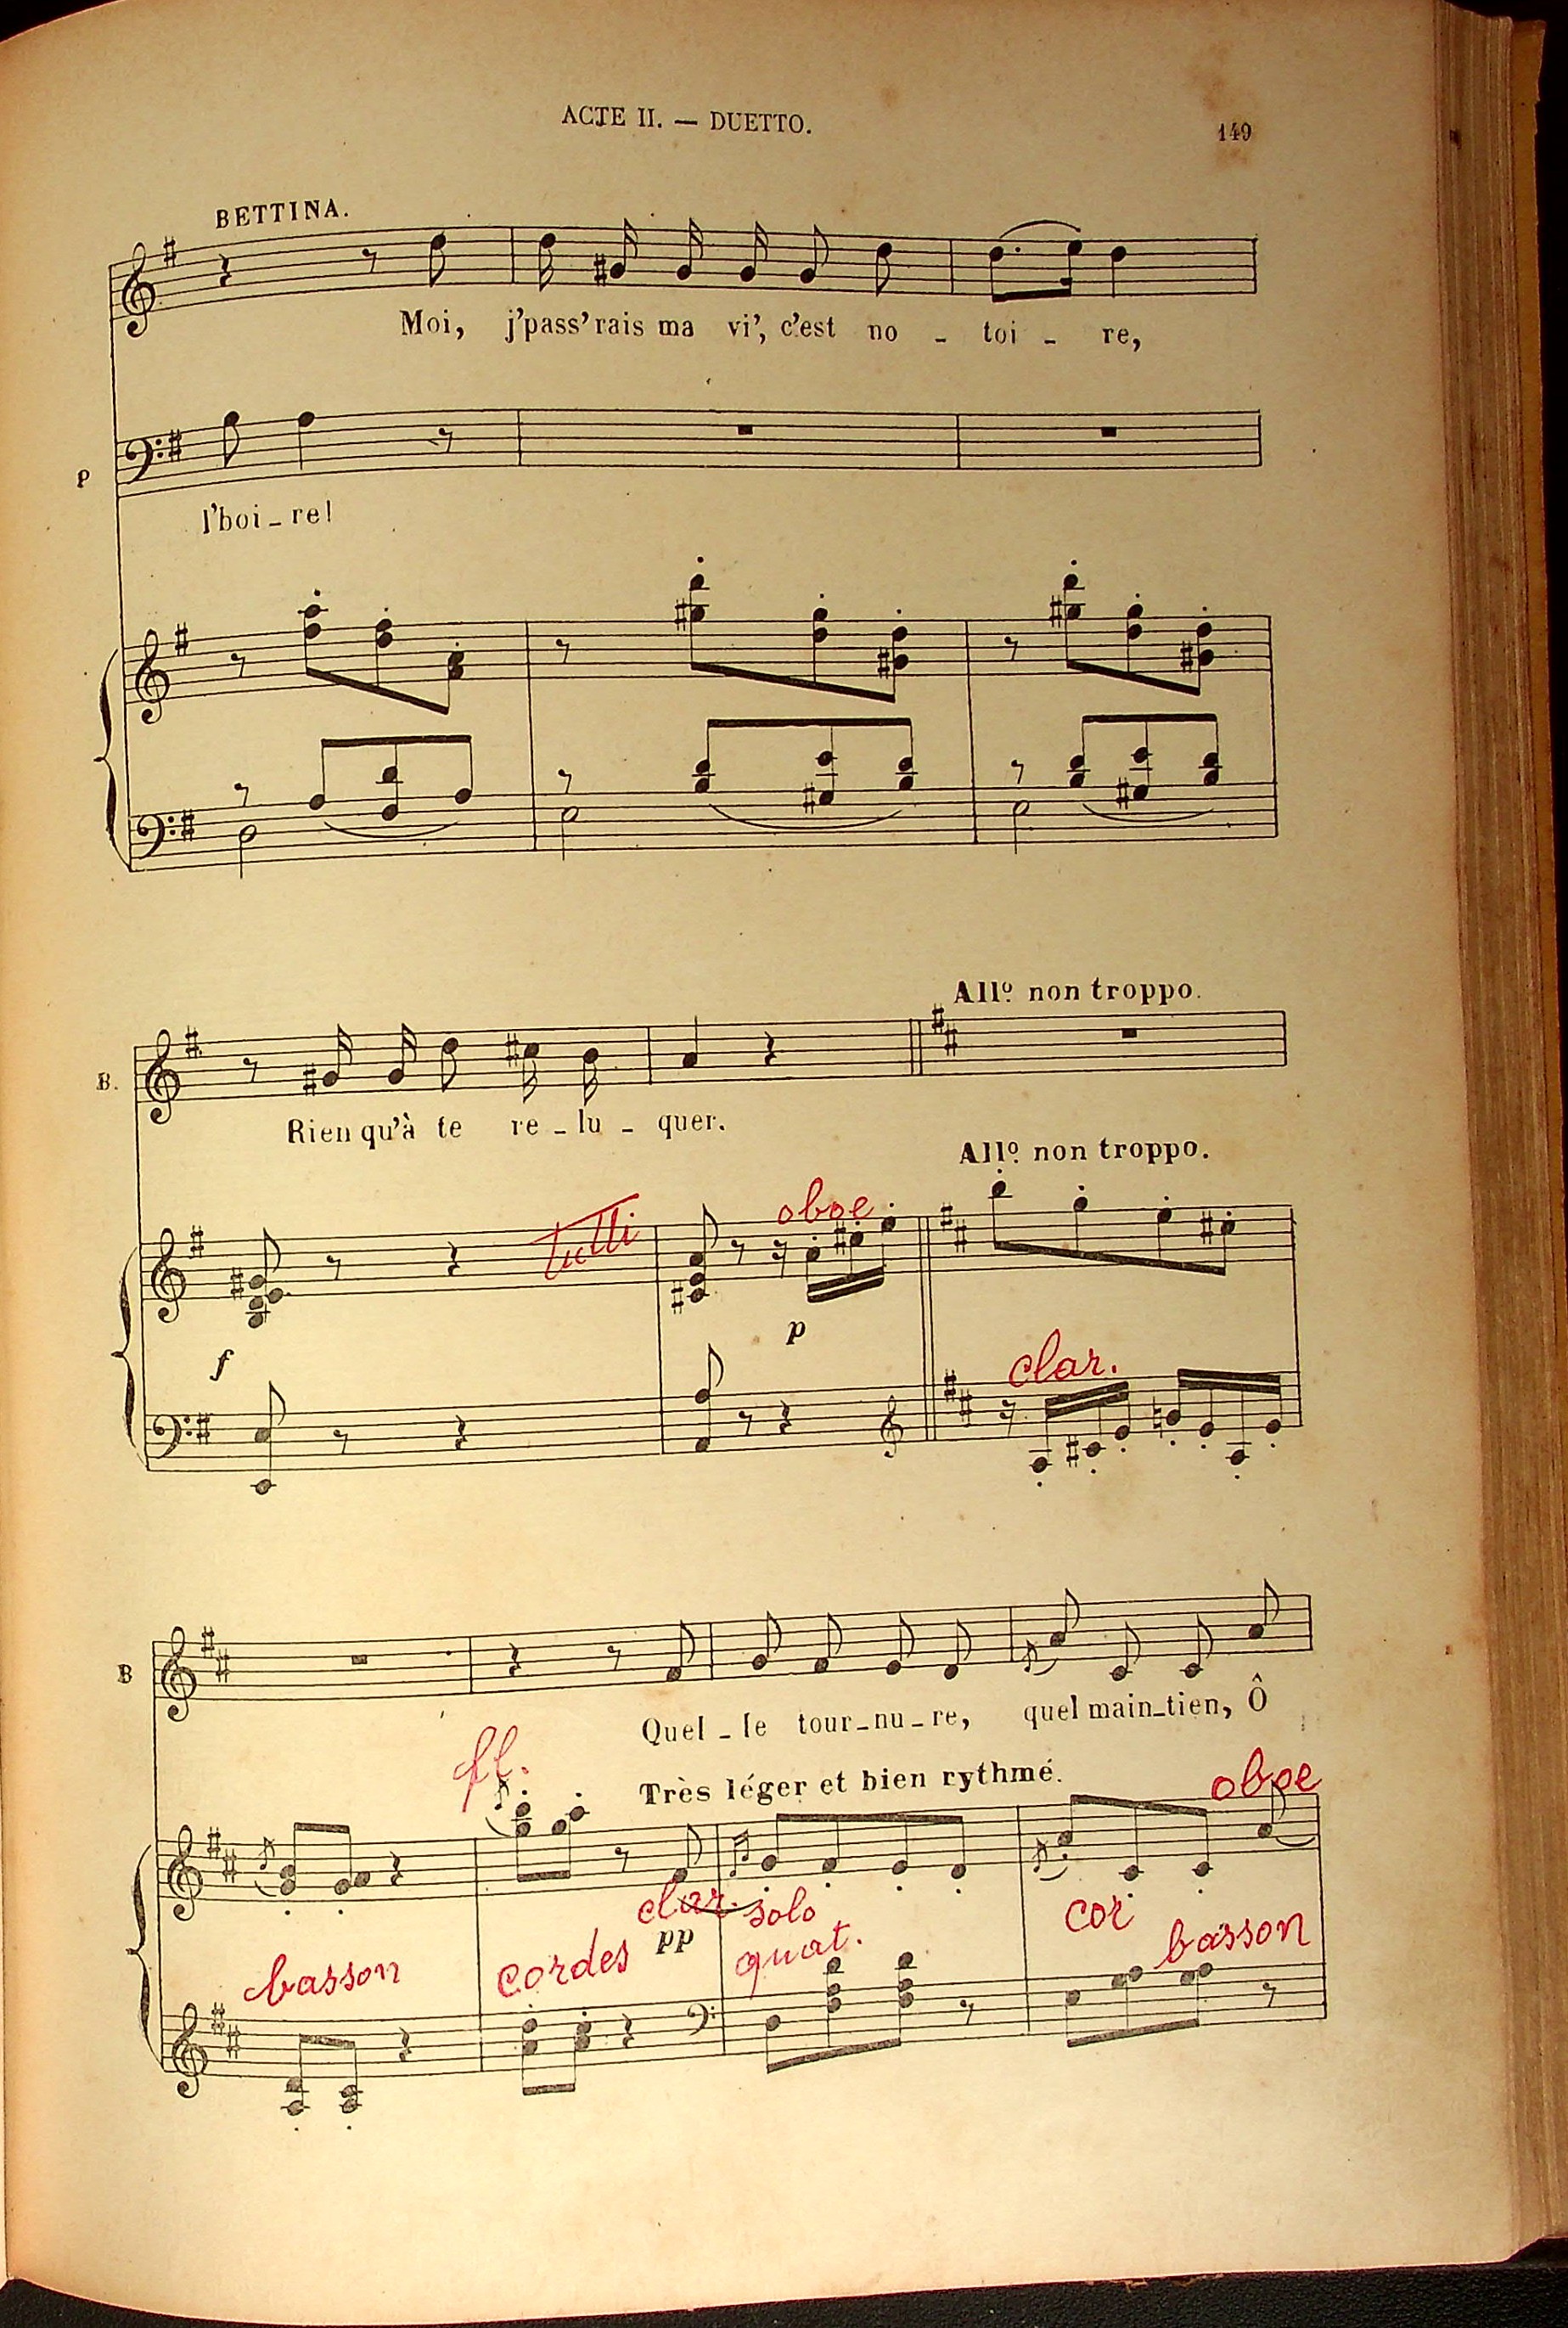 ACTE II. — DUETTO.
149
BETTINA.
Moi, j'pass'rais ma vi', c'est no - toi - re,
P
l'boi - re!
All.º non troppo.
B.
Rien qu'à te re - lu - quer.
All.º non troppo.
tutti
oboe
f
p
clar.
B
Quel - le tour - nu - re, quel main - tien, Ô
fl.
Très léger et bien rythmé.
oboe
clar. solo
pp
cor
basson
cordes
quat.
basson